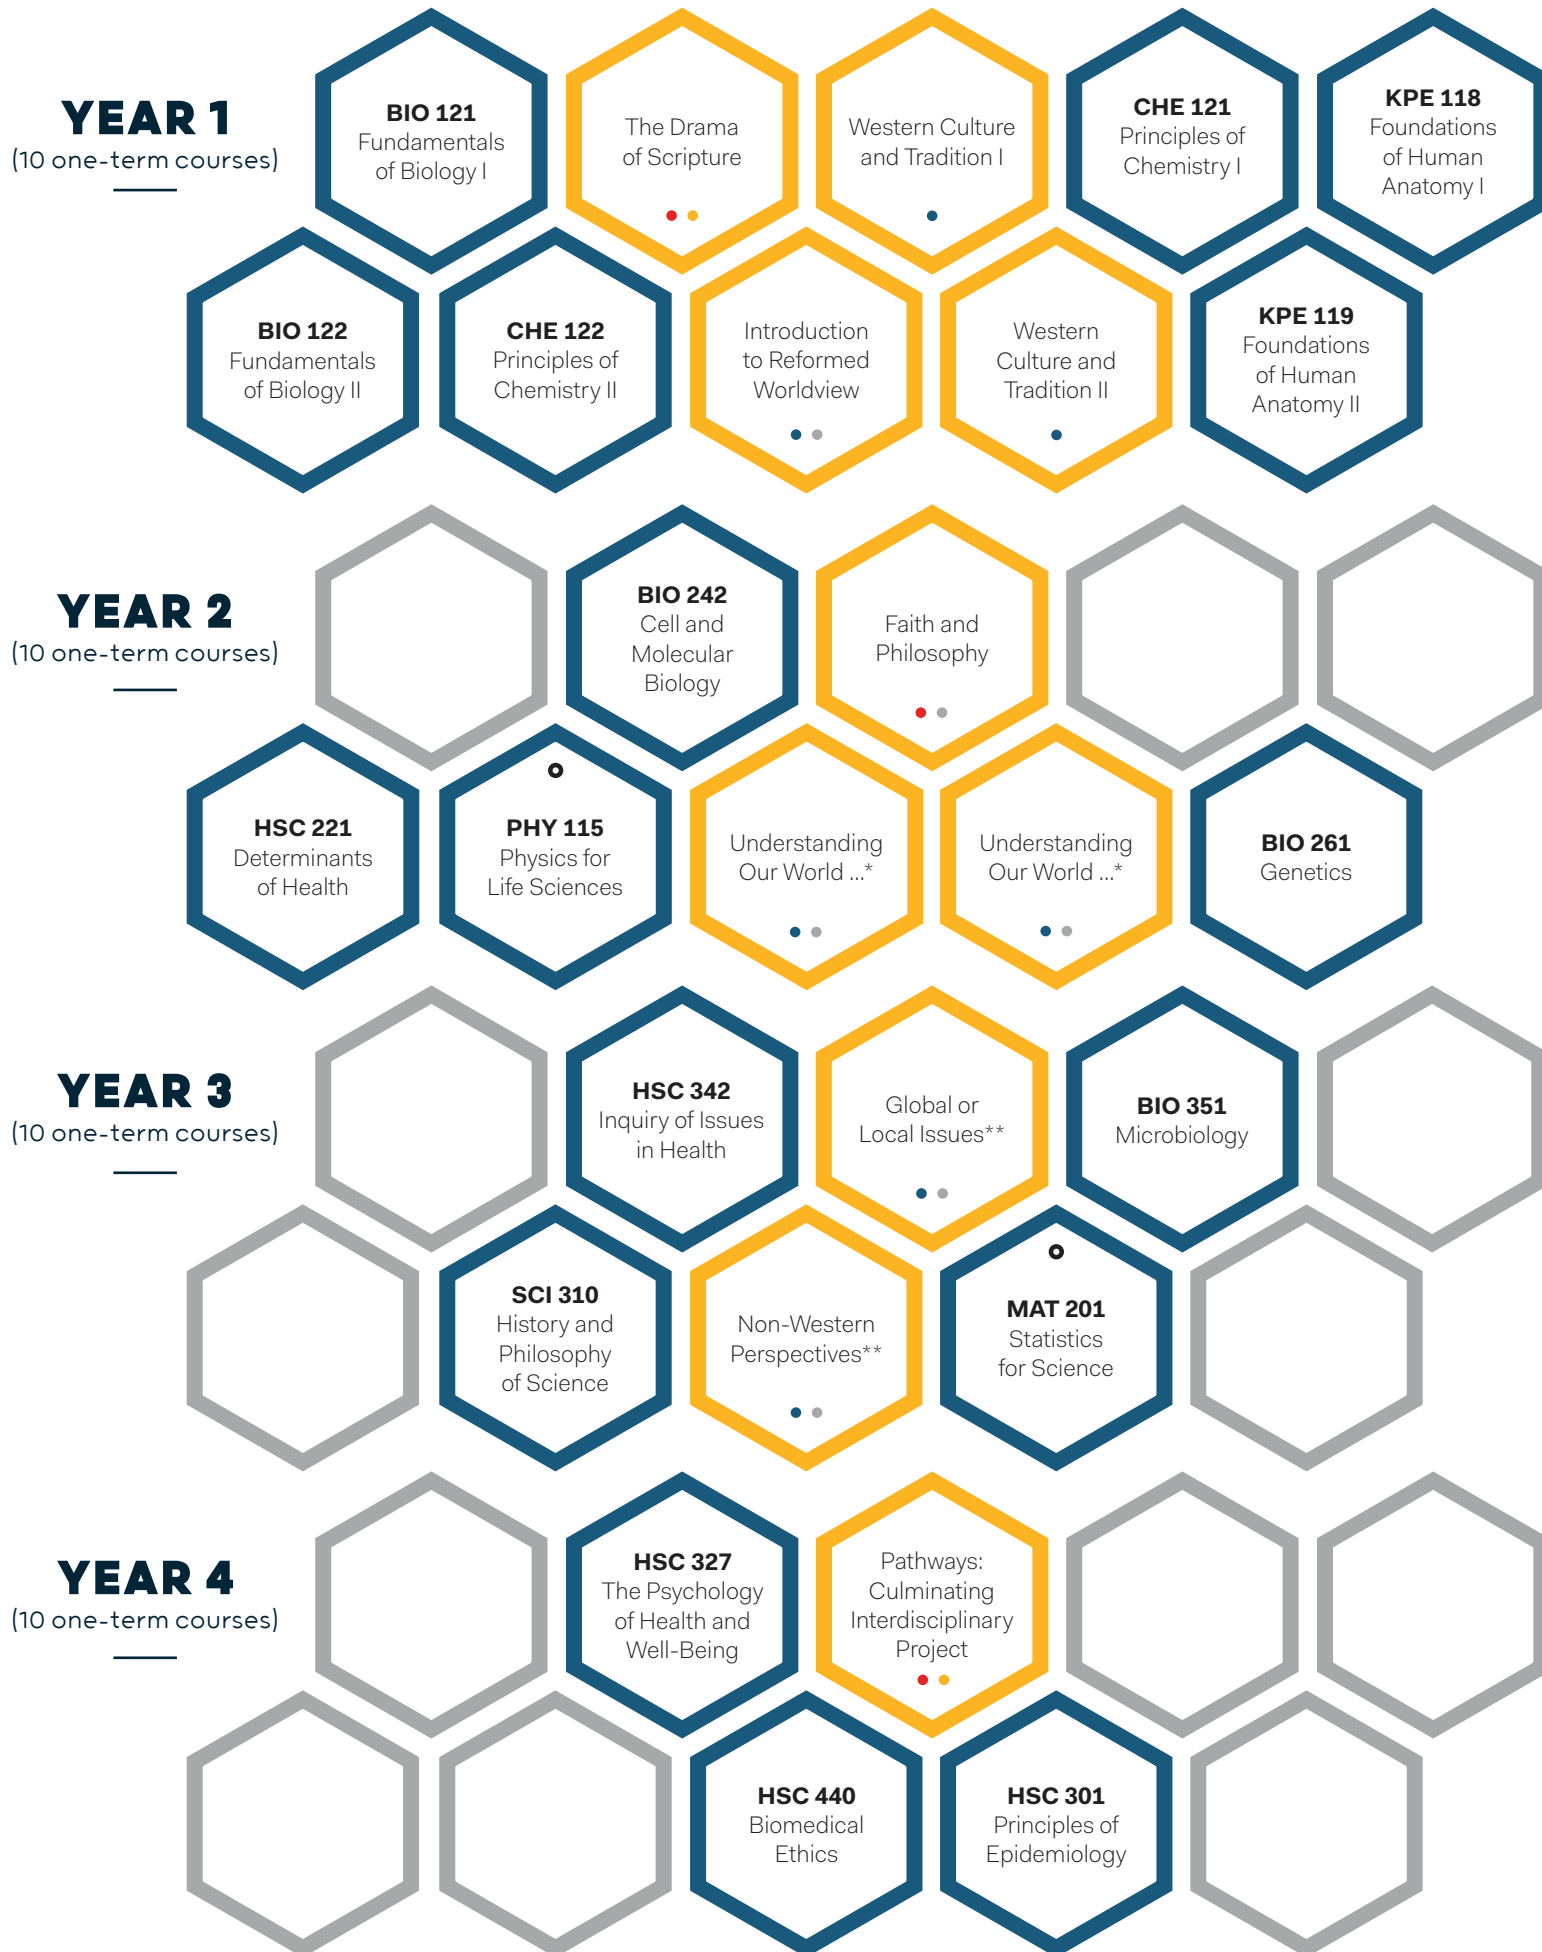 YEAR 1
(10 one-term courses)
BIO 121
Fundamentals
of Biology I
The Drama
of Scripture
Western Culture
and Tradition I
CHE 121
Principles of
Chemistry I
KPE 118
Foundations
of Human
Anatomy I
BIO 122
Fundamentals
of Biology II
CHE 122
Principles of
Chemistry II
Introduction
to Reformed
Worldview
Western
Culture and
Tradition II
KPE 119
Foundations
of Human
Anatomy II
YEAR 2
(10 one-term courses)
BIO 242
Cell and
Molecular
Biology
Faith and
Philosophy
HSC 221
Determinants
of Health
PHY 115
Physics for
Life Sciences
Understanding
Our World ...*
Understanding
Our World ...*
BIO 261
Genetics
YEAR 3
(10 one-term courses)
HSC 342
Inquiry of Issues
in Health
Global or
Local Issues**
BIO 351
Microbiology
SCI 310
History and
Philosophy
of Science
Non-Western
Perspectives**
MAT 201
Statistics
for Science
YEAR 4
(10 one-term courses)
HSC 327
The Psychology
of Health and
Well-Being
Pathways:
Culminating
Interdisciplinary
Project
HSC 440
Biomedical
Ethics
HSC 301
Principles of
Epidemiology